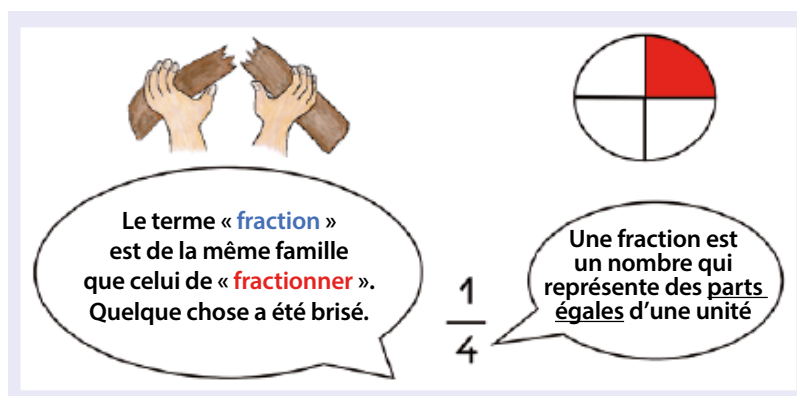 Le terme « fraction »
est de la même famille
que celui de « fractionner ».
Quelque chose a été brisé.
1
4
Une fraction est
un nombre qui
représente des parts
égales d'une unité